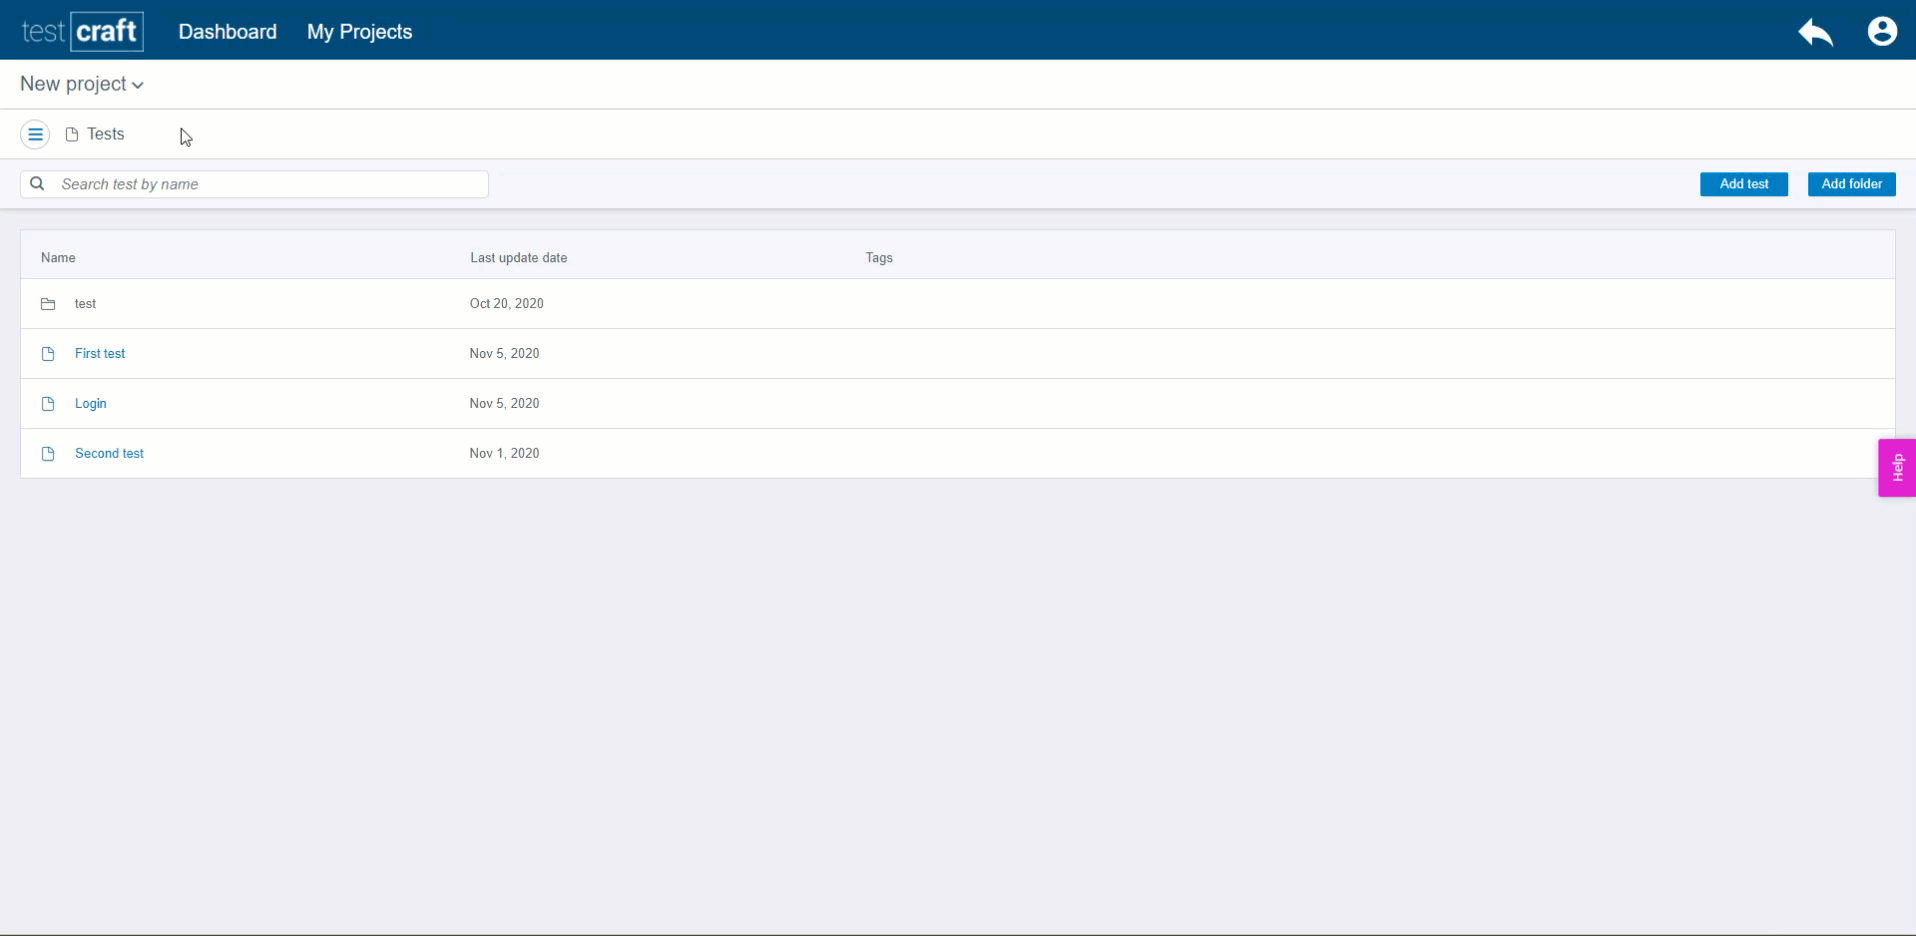 testcraft Dashboard My Projects
New project
Tests
Search test by name Add test Add folder
Name Last update date Tags
test Oct 20, 2020
First test Nov 5, 2020
Login Nov 5, 2020
Second test Nov 1, 2020
Help